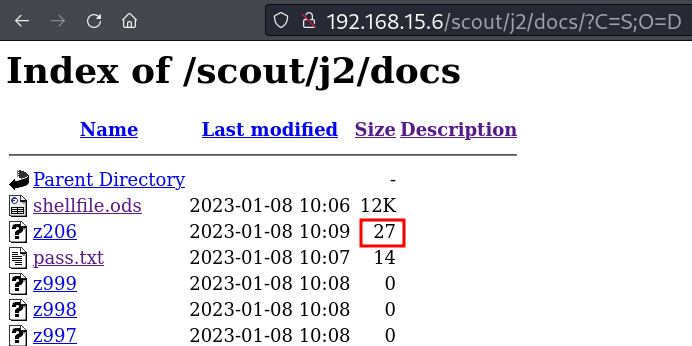 192.168.15.6/scout/j2/docs/?C=S;O=D
Index of /scout/j2/docs
Name Last modified Size Description
Parent Directory -
shellfile.ods 2023-01-08 10:06 12K
z206 2023-01-08 10:09 27
pass.txt 2023-01-08 10:07 14
z999 2023-01-08 10:08 0
z998 2023-01-08 10:08 0
z997 2023-01-08 10:08 0